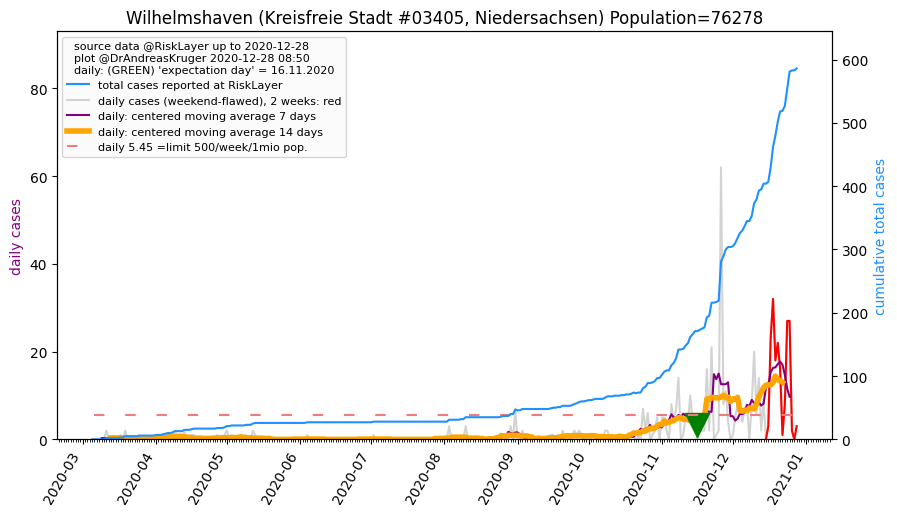 Wilhelmshaven (Kreisfreie Stadt #03405, Niedersachsen) Population=76278
source data @RiskLayer up to 2020-12-28
plot @DrAndreasKruger 2020-12-28 08:50
daily: (GREEN) 'expectation day' = 16.11.2020
total cases reported at RiskLayer
daily cases (weekend-flawed), 2 weeks: red
daily: centered moving average 7 days
daily: centered moving average 14 days
daily 5.45 =limit 500/week/1mio pop.
daily cases
0
20
40
60
80
cumulative total cases
0
100
200
300
400
500
600
2020-03
2020-04
2020-05
2020-06
2020-07
2020-08
2020-09
2020-10
2020-11
2020-12
2021-01